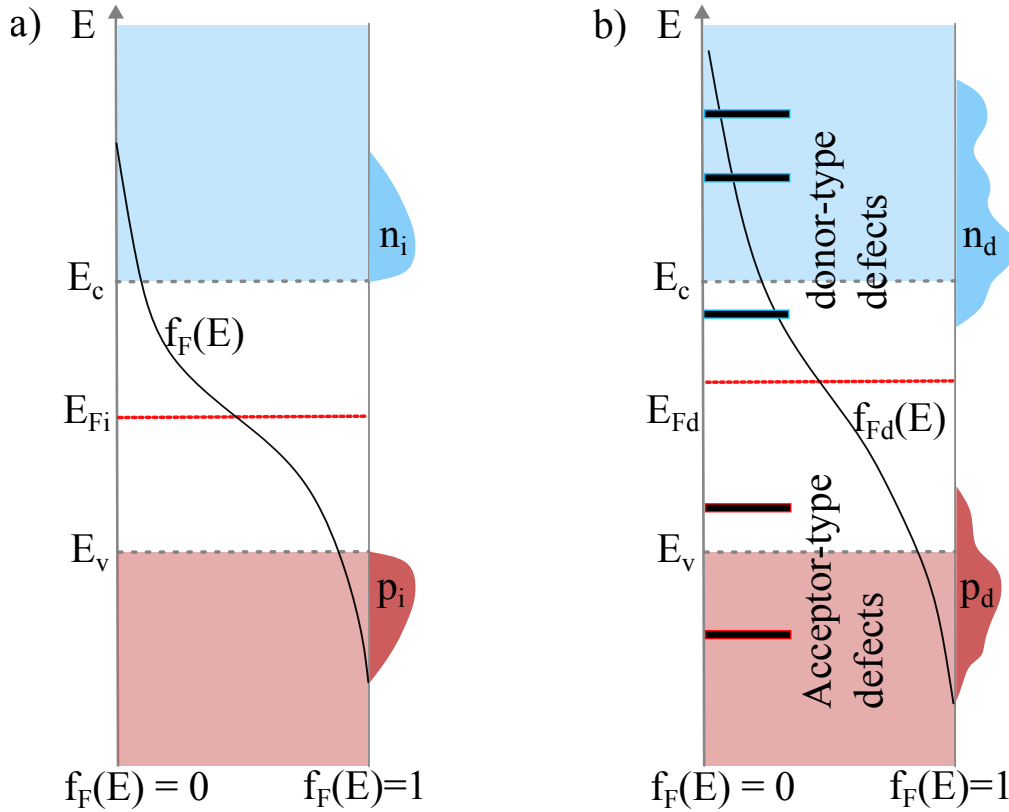 a)
E
n_i
E_c
f_F(E)
E_Fi
E_v
p_i
f_F(E) = 0
f_F(E)=1
b)
E
donor-type
defects
n_d
E_c
f_Fd(E)
E_Fd
Acceptor-type
defects
E_v
p_d
f_F(E) = 0
f_F(E)=1